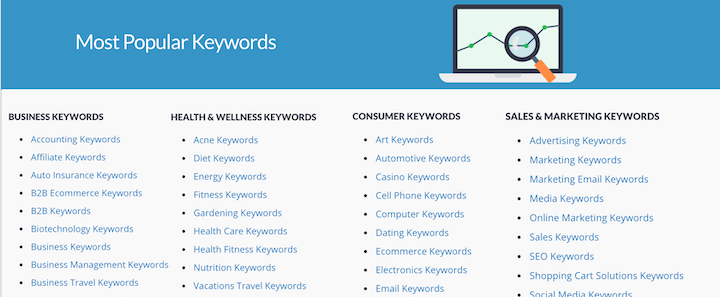 Most Popular Keywords
BUSINESS KEYWORDS
Accounting Keywords
Affiliate Keywords
Auto Insurance Keywords
B2B Ecommerce Keywords
B2B Keywords
Biotechnology Keywords
Business Keywords
Business Management Keywords
Business Travel Keywords
HEALTH & WELLNESS KEYWORDS
Acne Keywords
Diet Keywords
Energy Keywords
Fitness Keywords
Gardening Keywords
Health Care Keywords
Health Fitness Keywords
Nutrition Keywords
Vacations Travel Keywords
CONSUMER KEYWORDS
Art Keywords
Automotive Keywords
Casino Keywords
Cell Phone Keywords
Computer Keywords
Dating Keywords
Ecommerce Keywords
Electronics Keywords
Email Keywords
SALES & MARKETING KEYWORDS
Advertising Keywords
Marketing Keywords
Marketing Email Keywords
Media Keywords
Online Marketing Keywords
Sales Keywords
SEO Keywords
Shopping Cart Solutions Keywords
Social Media Keywords